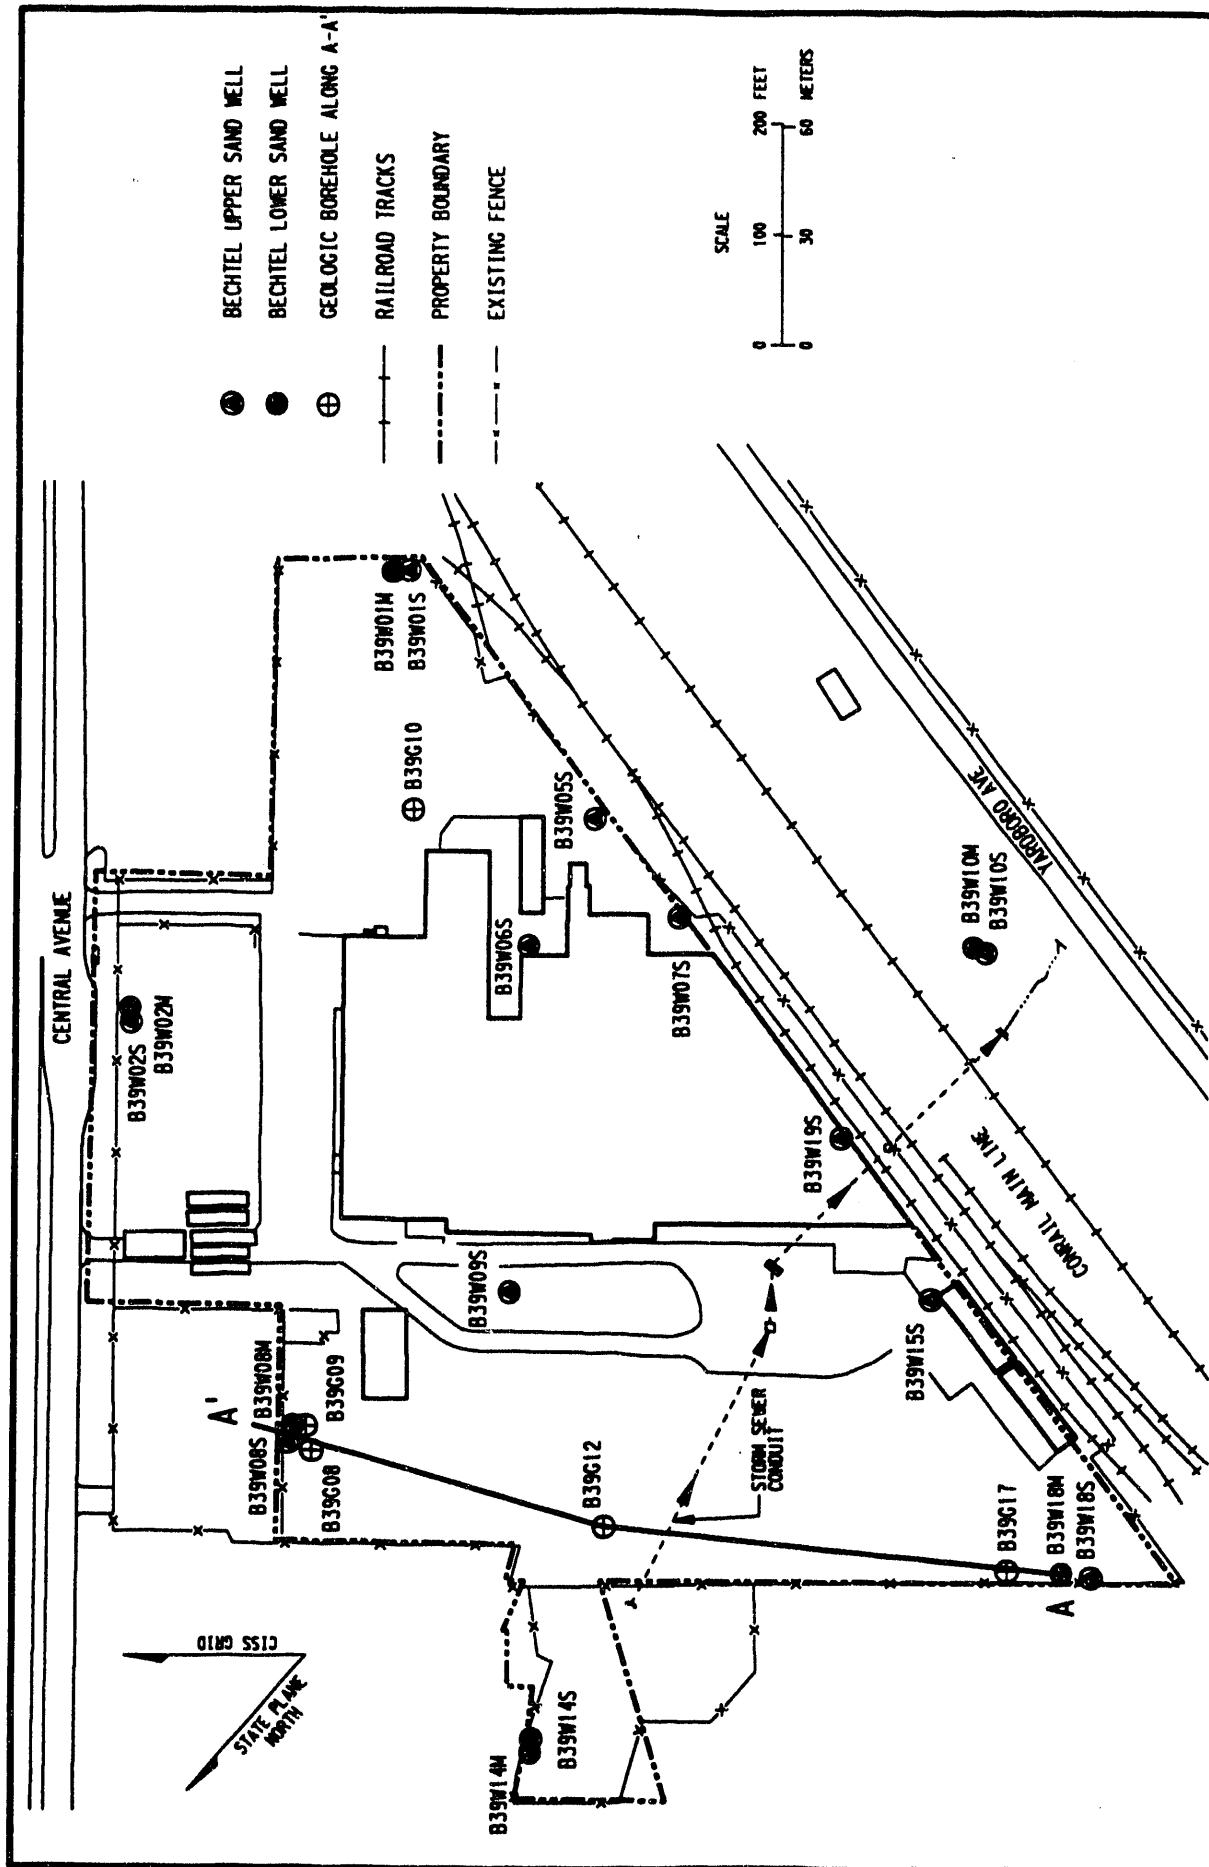 CENTRAL AVENUE
BECHTEL UPPER SAND WELL
BECHTEL LOWER SAND WELL
GEOLOGIC BOREHOLE ALONG A-A'
RAILROAD TRACKS
PROPERTY BOUNDARY
EXISTING FENCE
SCALE
0 100 200 FEET
0 30 60 METERS
CISS GRID
STATE PLANE
NORTH
B39W02S
B39W02M
B39W01M
B39W01S
B39G10
B39W05S
B39W06S
B39W07S
B39W09S
A'
B39W08S
B39W08M
B39G08
B39G09
B39G12
B39W14M
B39W14S
STORM SEWER
CONDUIT
B39W19S
B39W15S
B39W10M
B39W10S
YARDBORO AVE
CONRAIL MAIN LINE
B39G17
B39W18M
B39W18S
A